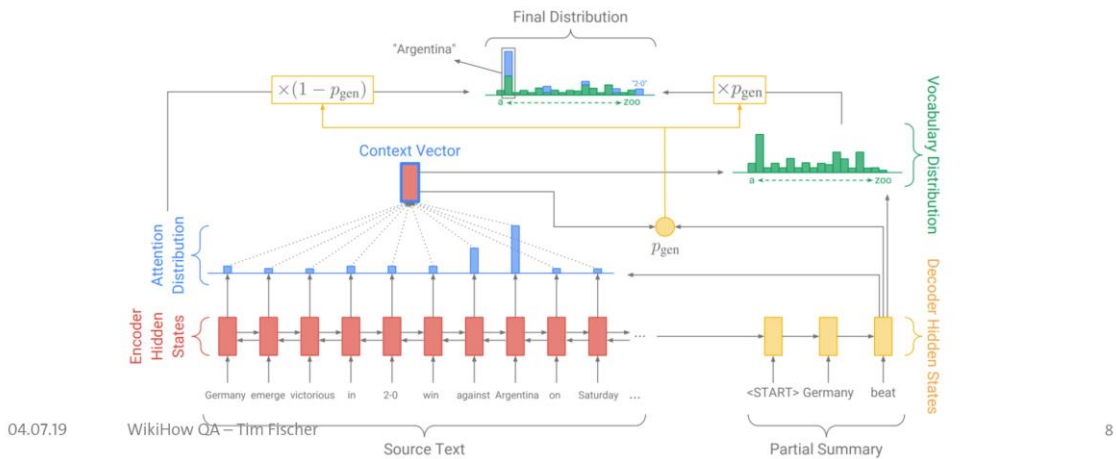 Final Distribution
"Argentina"
×(1 − p_gen)
"2-0"
a
zoo
×p_gen
Context Vector
Vocabulary Distribution
a
zoo
Attention
Distribution
p_gen
Encoder
Hidden
States
...
Decoder Hidden States
Germany emerge victorious in 2-0 win against Argentina on Saturday ...
<START> Germany beat
04.07.19
WikiHow QA – Tim Fischer
Source Text
Partial Summary
8